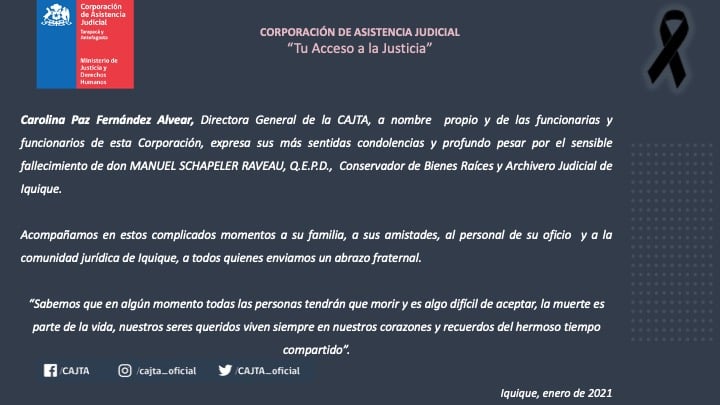 Corporación
de Asistencia
Judicial
Tarapacá y
Antofagasta
Ministerio de
Justicia y
Derechos
Humanos
CORPORACIÓN DE ASISTENCIA JUDICIAL
“Tu Acceso a la Justicia”
Carolina Paz Fernández Alvear, Directora General de la CAJTA, a nombre propio y de las funcionarias y
funcionarios de esta Corporación, expresa sus más sentidas condolencias y profundo pesar por el sensible
fallecimiento de don MANUEL SCHAPELER RAVEAU, Q.E.P.D., Conservador de Bienes Raíces y Archivero Judicial de
Iquique.
Acompañamos en estos complicados momentos a su familia, a sus amistades, al personal de su oficio y a la
comunidad jurídica de Iquique, a todos quienes enviamos un abrazo fraternal.
“Sabemos que en algún momento todas las personas tendrán que morir y es algo difícil de aceptar, la muerte es
parte de la vida, nuestros seres queridos viven siempre en nuestros corazones y recuerdos del hermoso tiempo
compartido”.
/CAJTA /cajta_oficial /CAJTA_oficial
Iquique, enero de 2021